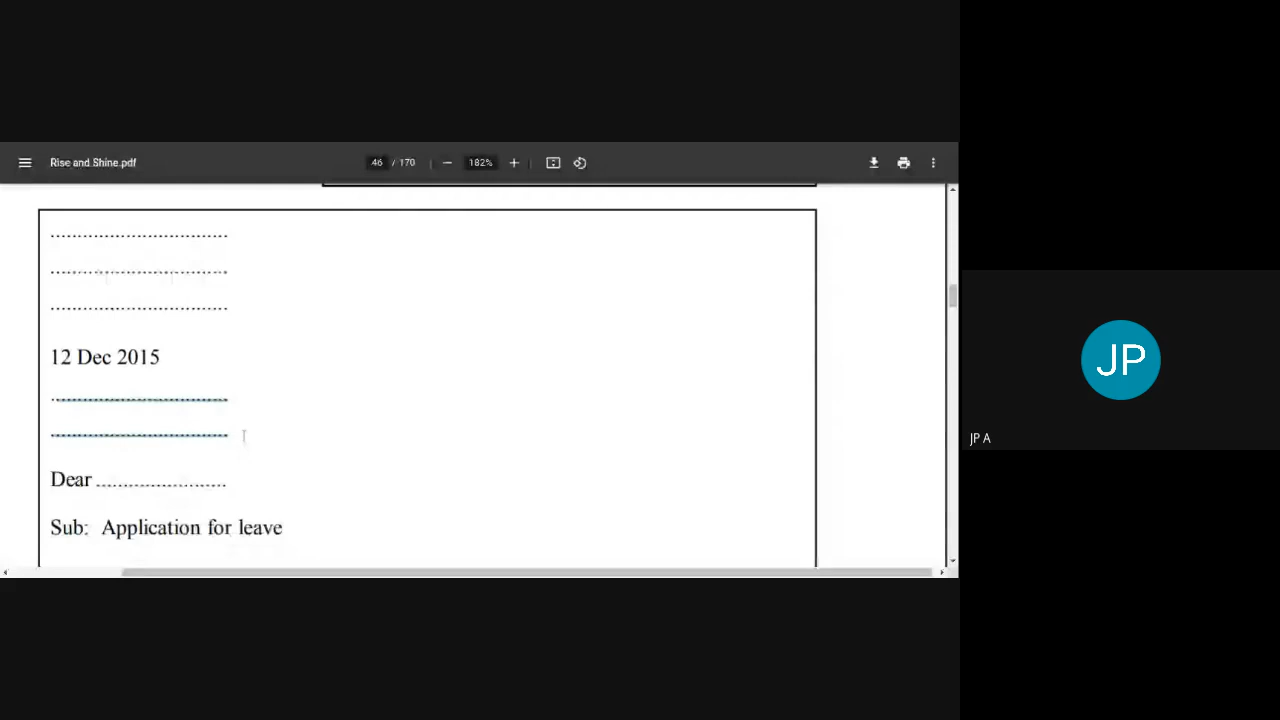 Rise and Shine.pdf
46 / 170
182%
..................................
..................................
..................................
12 Dec 2015
..................................
..................................
Dear .........................
Sub: Application for leave
JP
JP A